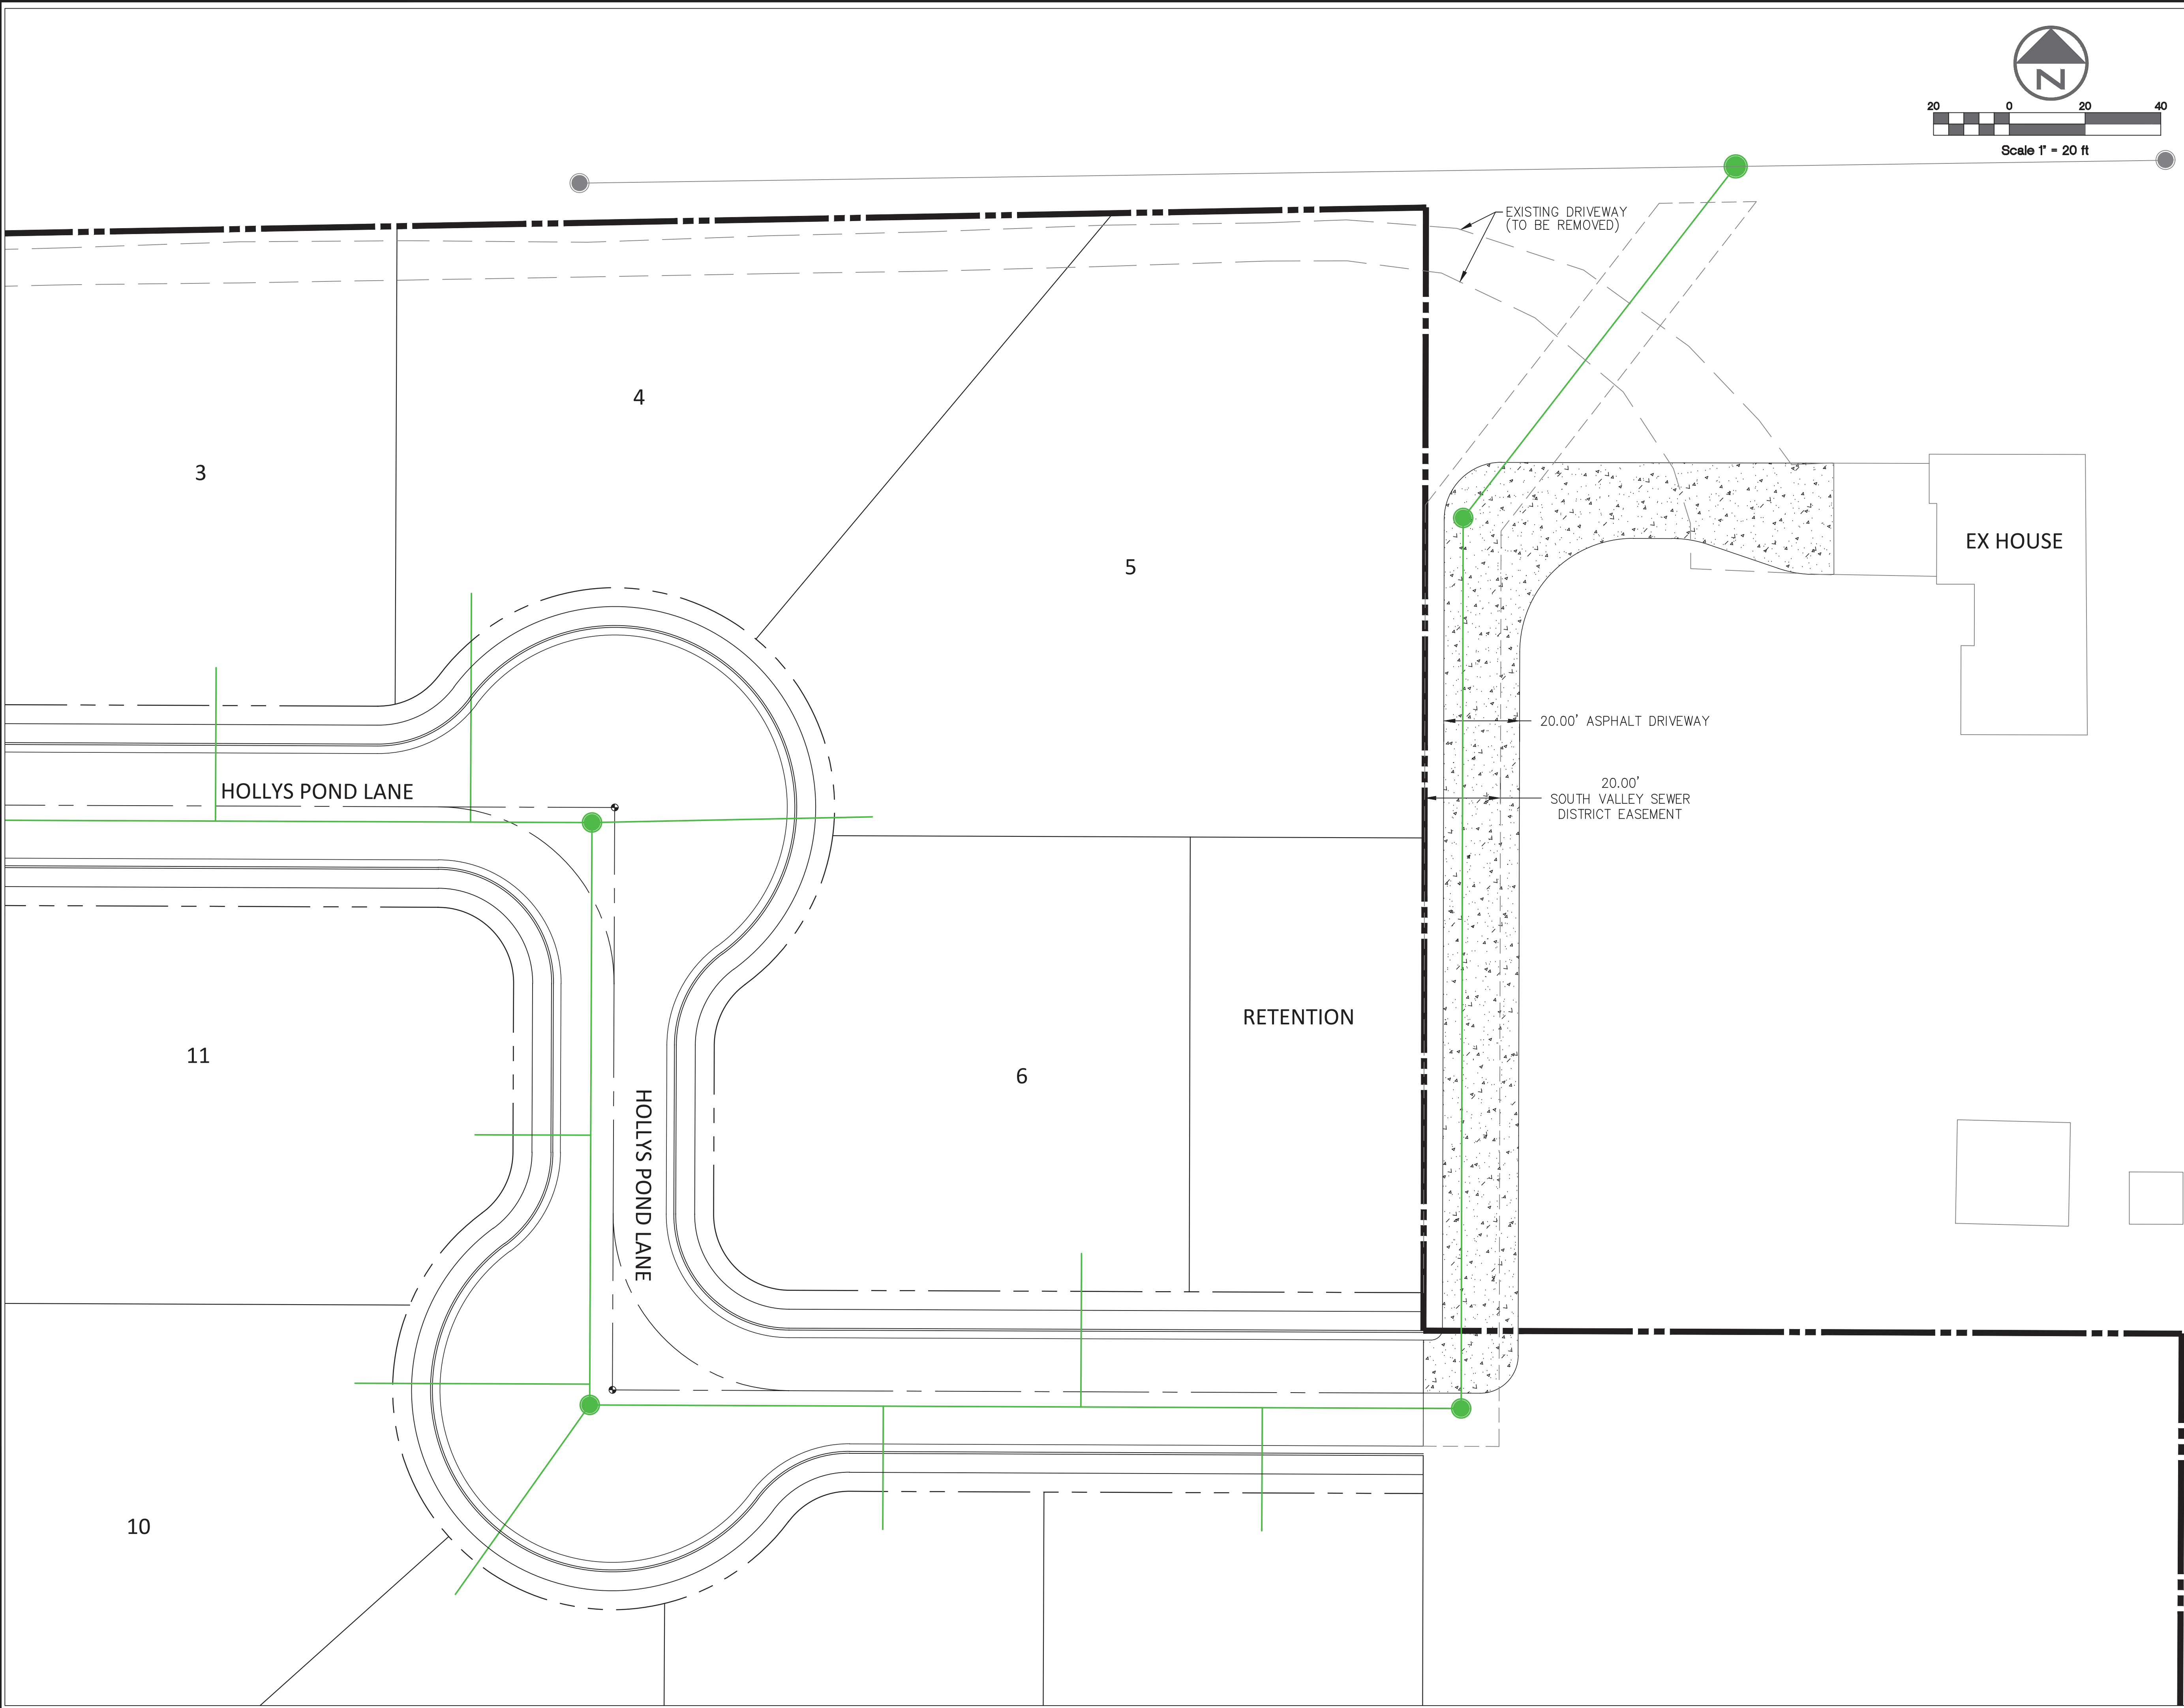 N
20 0 20 40
Scale 1" = 20 ft
EXISTING DRIVEWAY
(TO BE REMOVED)
4
3
EX HOUSE
5
20.00' ASPHALT DRIVEWAY
HOLLYS POND LANE
20.00'
SOUTH VALLEY SEWER
DISTRICT EASEMENT
RETENTION
11
6
HOLLYS POND LANE
10